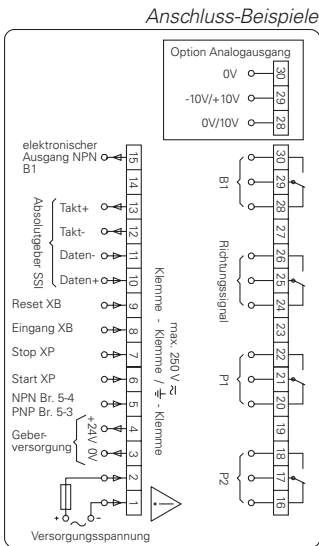 Anschluss-Beispiele
Option Analogausgang
0V 30
-10V/+10V 29
0V/10V 28
elektronischer
Ausgang NPN
B1
15
14
Absolutgeber SSI
Takt+ 13
Takt- 12
Daten- 11
Daten+ 10
Reset XB 9
Eingang XB 8
Stop XP 7
Start XP 6
NPN Br. 5-4
PNP Br. 5-3
5
Geber-
versorgung
+24V 4
0V 3
2
1
+ ~ -
Versorgungsspannung
max. 250 V ≂
Klemme - Klemme / ⏚ - Klemme
B1
30
29
28
27
Richtungssignal
26
25
24
23
P1
22
21
20
19
P2
18
17
16